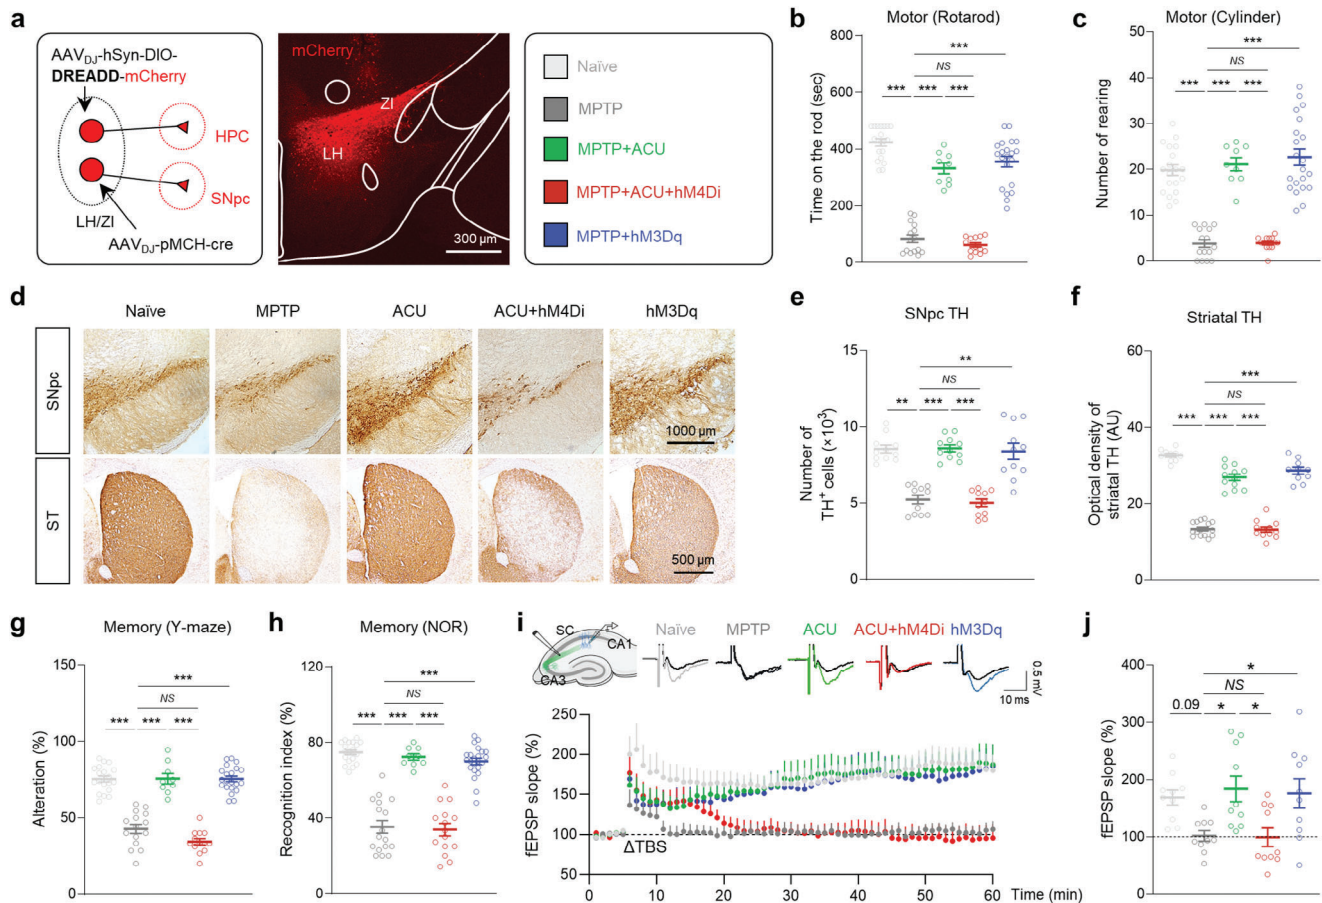 a
AAVDJ-hSyn-DIO-
DREADD-mCherry
HPC
SNpc
LH/ZI
AAVDJ-pMCH-cre
mCherry
ZI
LH
300 µm
Naïve
MPTP
MPTP+ACU
MPTP+ACU+hM4Di
MPTP+hM3Dq
b
Motor (Rotarod)
Time on the rod (sec)
800
600
400
200
0
***
NS
*** *** ***
c
Motor (Cylinder)
Number of rearing
50
40
30
20
10
0
***
NS
*** *** ***
d
Naïve
MPTP
ACU
ACU+hM4Di
hM3Dq
SNpc
1000 µm
ST
500 µm
e
SNpc TH
Number of
TH+ cells (×10³)
15
10
5
0
**
NS
** *** ***
f
Striatal TH
Optical density of
striatal TH (AU)
60
40
20
0
***
NS
*** *** ***
g
Memory (Y-maze)
Alteration (%)
150
100
50
0
***
NS
*** *** ***
h
Memory (NOR)
Recognition index (%)
120
80
40
0
***
NS
*** *** ***
i
SC
CA1
CA3
Naïve
MPTP
ACU
ACU+hM4Di
hM3Dq
0.5 mV
10 ms
fEPSP slope (%)
250
200
150
100
50
ΔTBS
0 10 20 30 40 50 60
Time (min)
j
fEPSP slope (%)
400
300
200
100
0
*
NS
0.09 * *